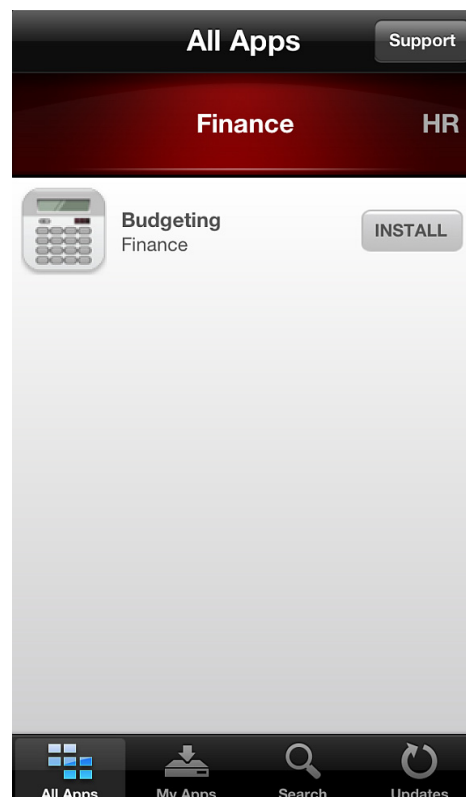 All Apps
Support
Finance
HR
Budgeting
Finance
INSTALL
All Apps
My Apps
Search
Updates